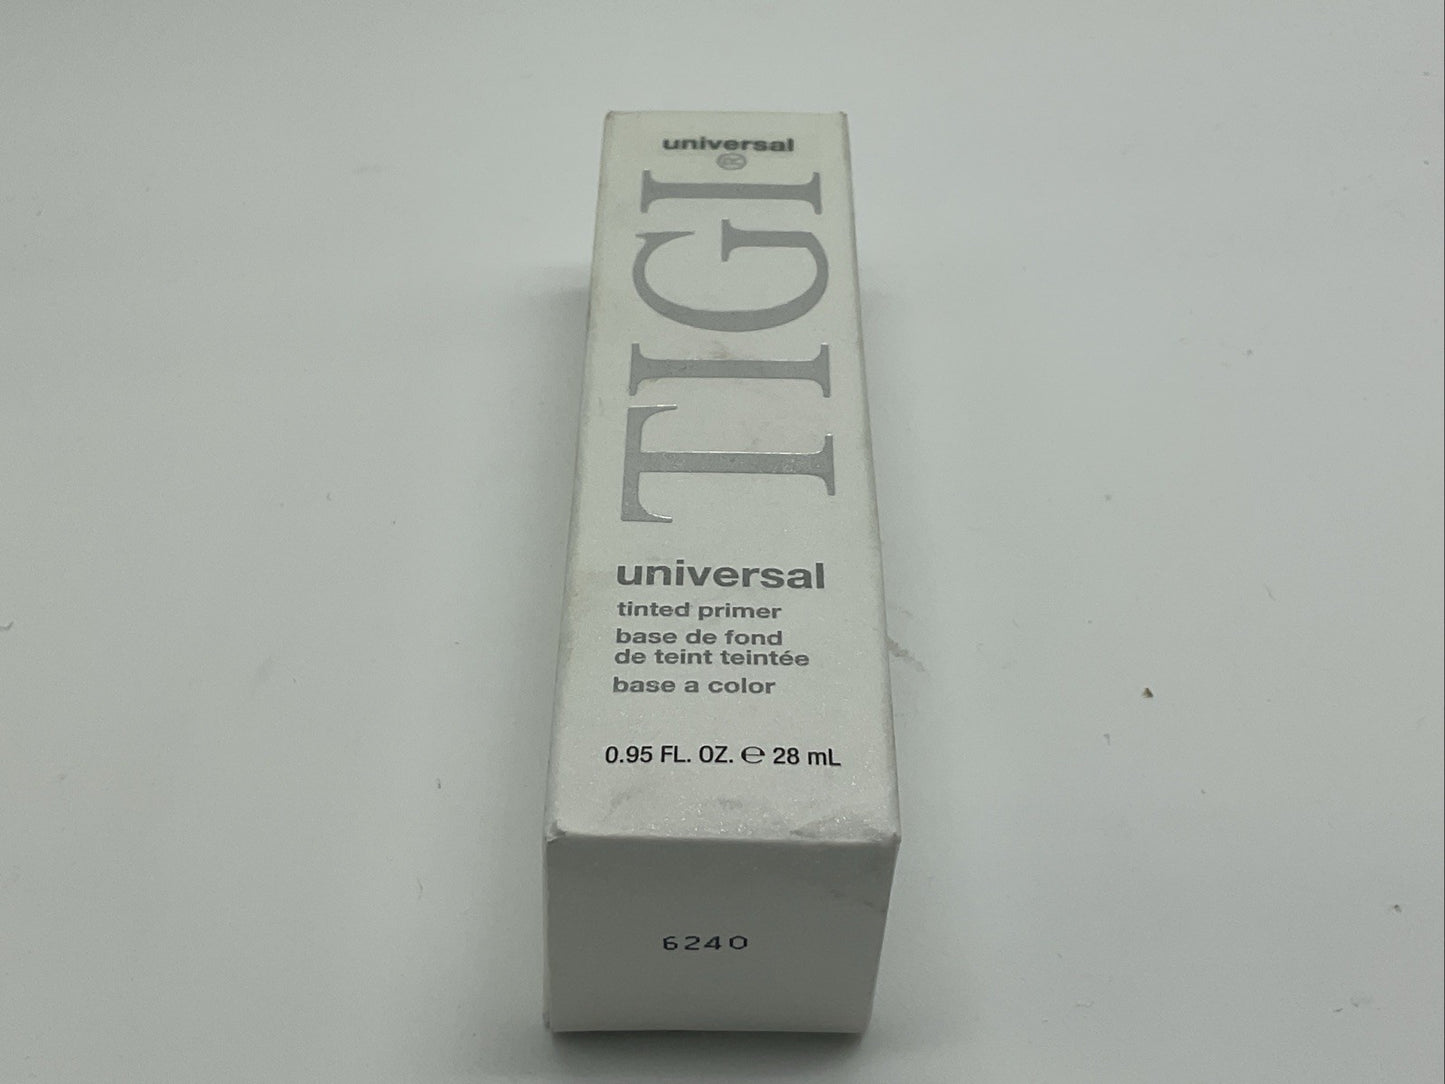 universal
TIGI®
universal
tinted primer
base de fond
de teint teintée
base a color
0.95 FL. OZ. ℮ 28 mL
6240